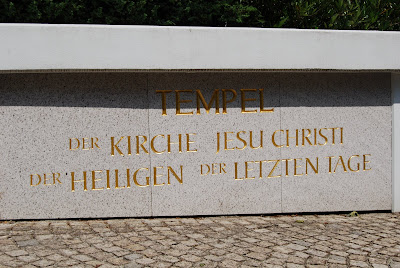 TEMPEL
DER KIRCHE JESU CHRISTI
DER HEILIGEN DER LETZTEN TAGE